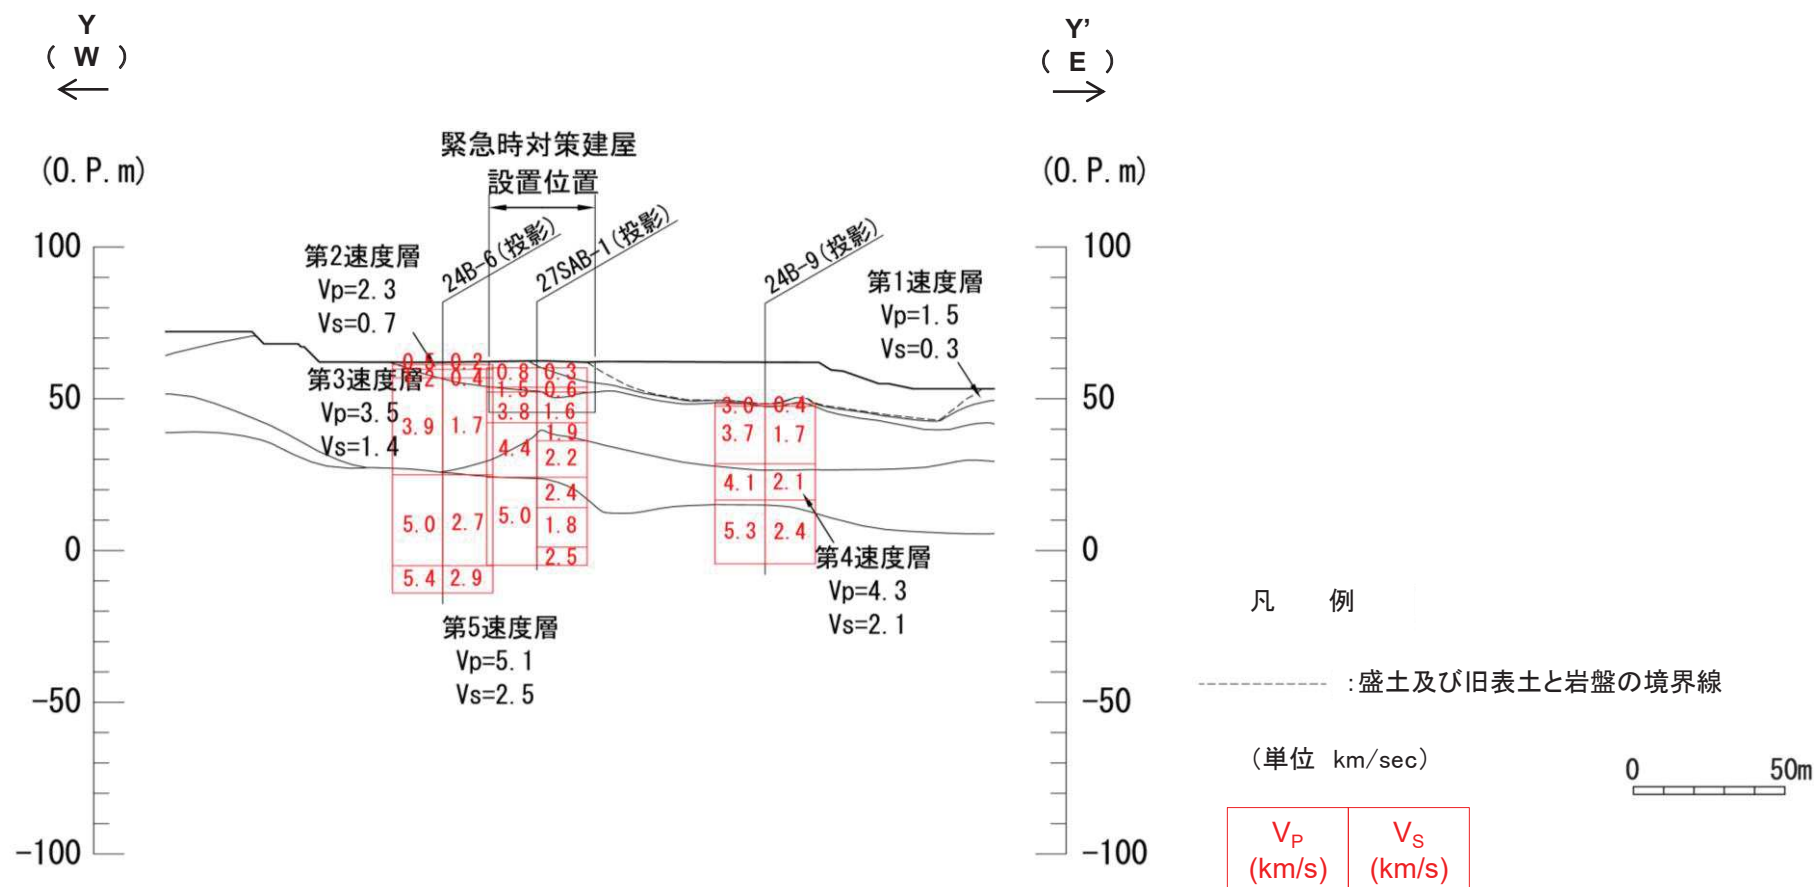 Y
( W )
Y’
( E )
緊急時対策建屋
設置位置
(O.P.m)
(O.P.m)
24B-6(投影)
27SAB-1(投影)
24B-9(投影)
100
50
0
-50
-100
100
50
0
-50
-100
第2速度層
Vp=2.3
Vs=0.7
第1速度層
Vp=1.5
Vs=0.3
第3速度層
Vp=3.5
Vs=1.4
第4速度層
Vp=4.3
Vs=2.1
第5速度層
Vp=5.1
Vs=2.5
0.2
0.4
3.9 1.7
5.0 2.7
5.4 2.9
0.8 0.3
1.5 0.6
3.8 1.6
4.4 1.9
2.2
5.0 2.4
1.8
2.5
3.0 0.4
3.7 1.7
4.1 2.1
5.3 2.4
凡 例
:盛土及び旧表土と岩盤の境界線
(単位 km/sec)
0 50m
VP VS
(km/s) (km/s)